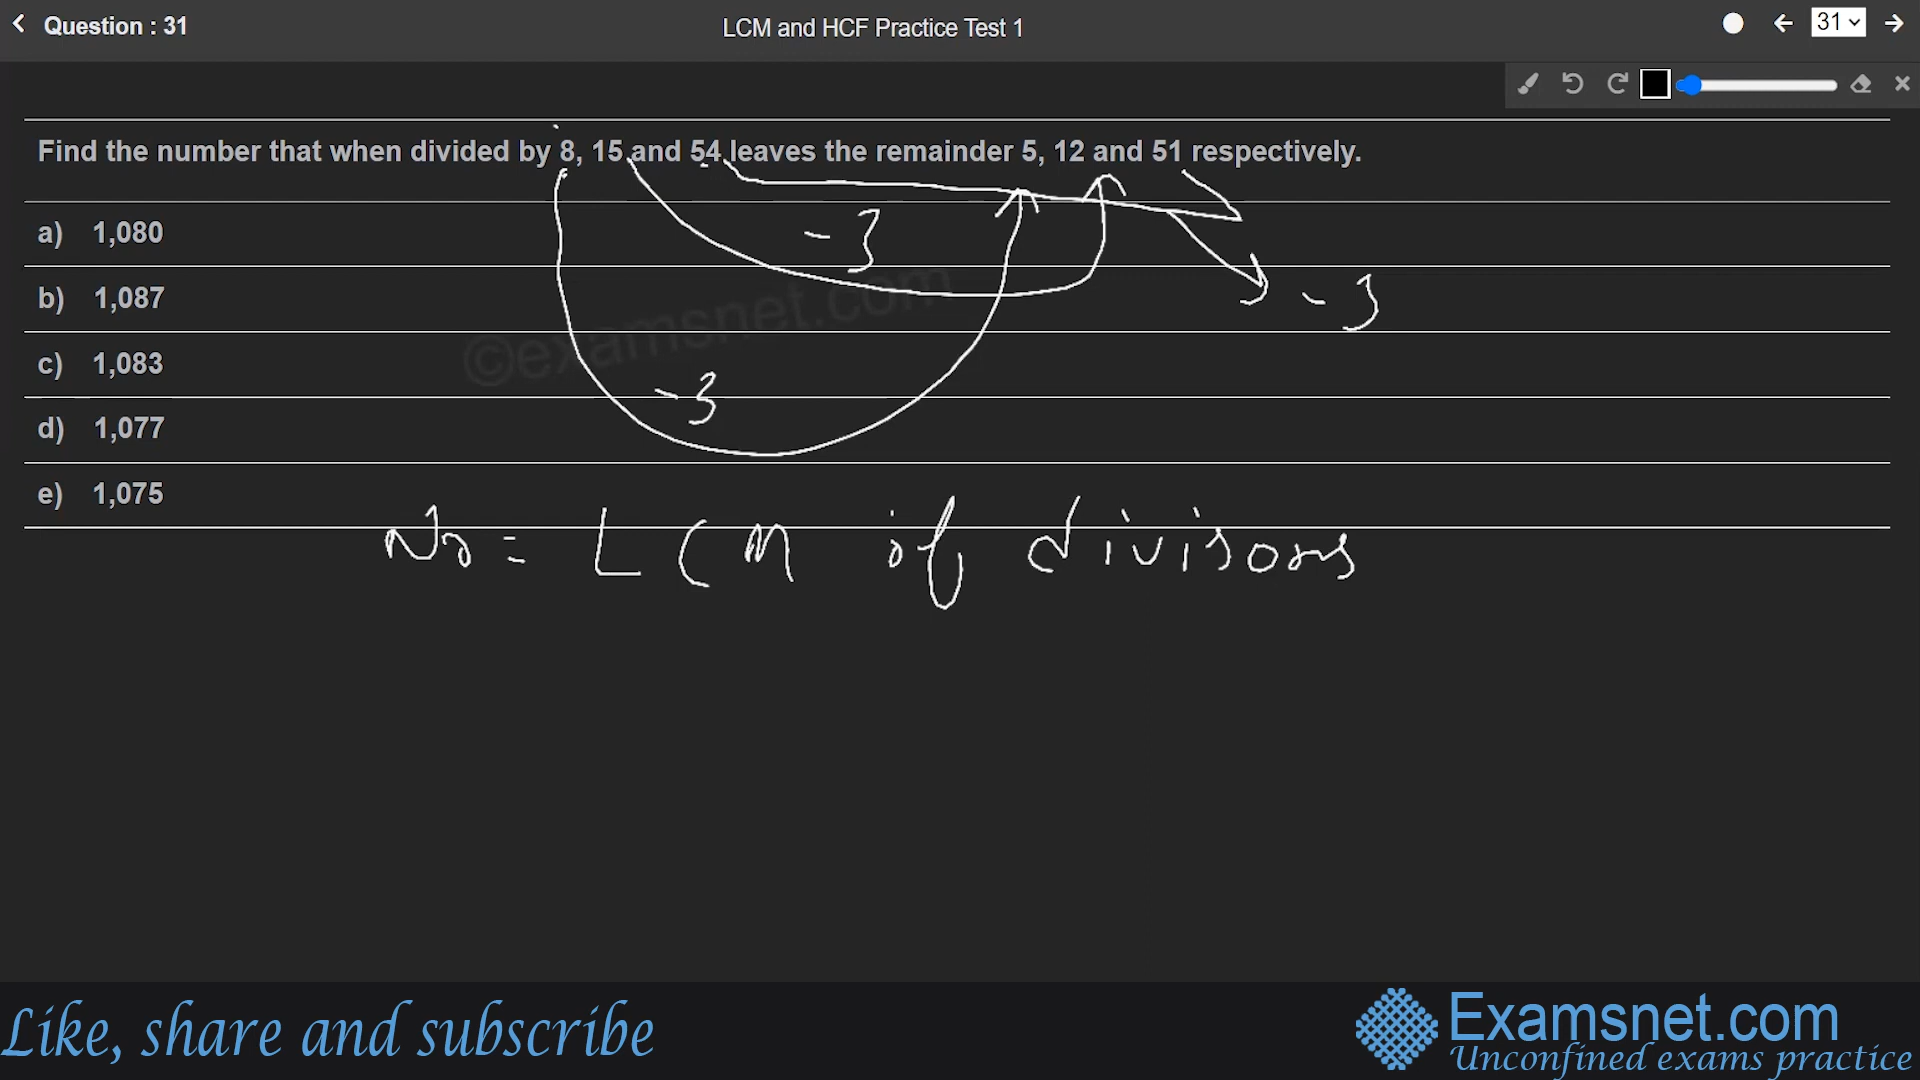 Question : 31
LCM and HCF Practice Test 1
31
Find the number that when divided by 8, 15 and 54 leaves the remainder 5, 12 and 51 respectively.
a) 1,080
- 3
b) 1,087
- 3
©examsnet.com
c) 1,083
- 3
d) 1,077
e) 1,075
No = LCM of divisors
Like, share and subscribe
Examsnet.com
Unconfined exams practice